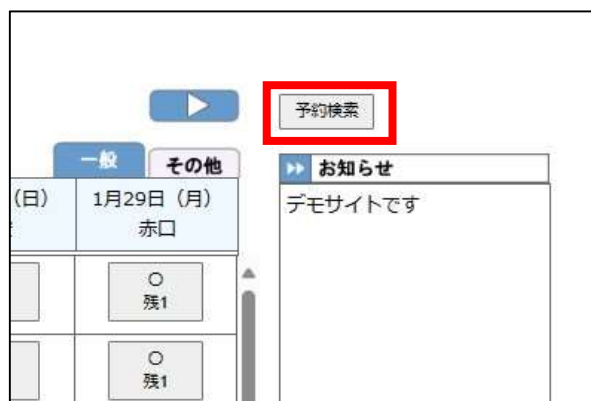 予約検索
一般
その他
お知らせ
(日)
1月29日(月)
赤口
デモサイトです
○
残1
○
残1